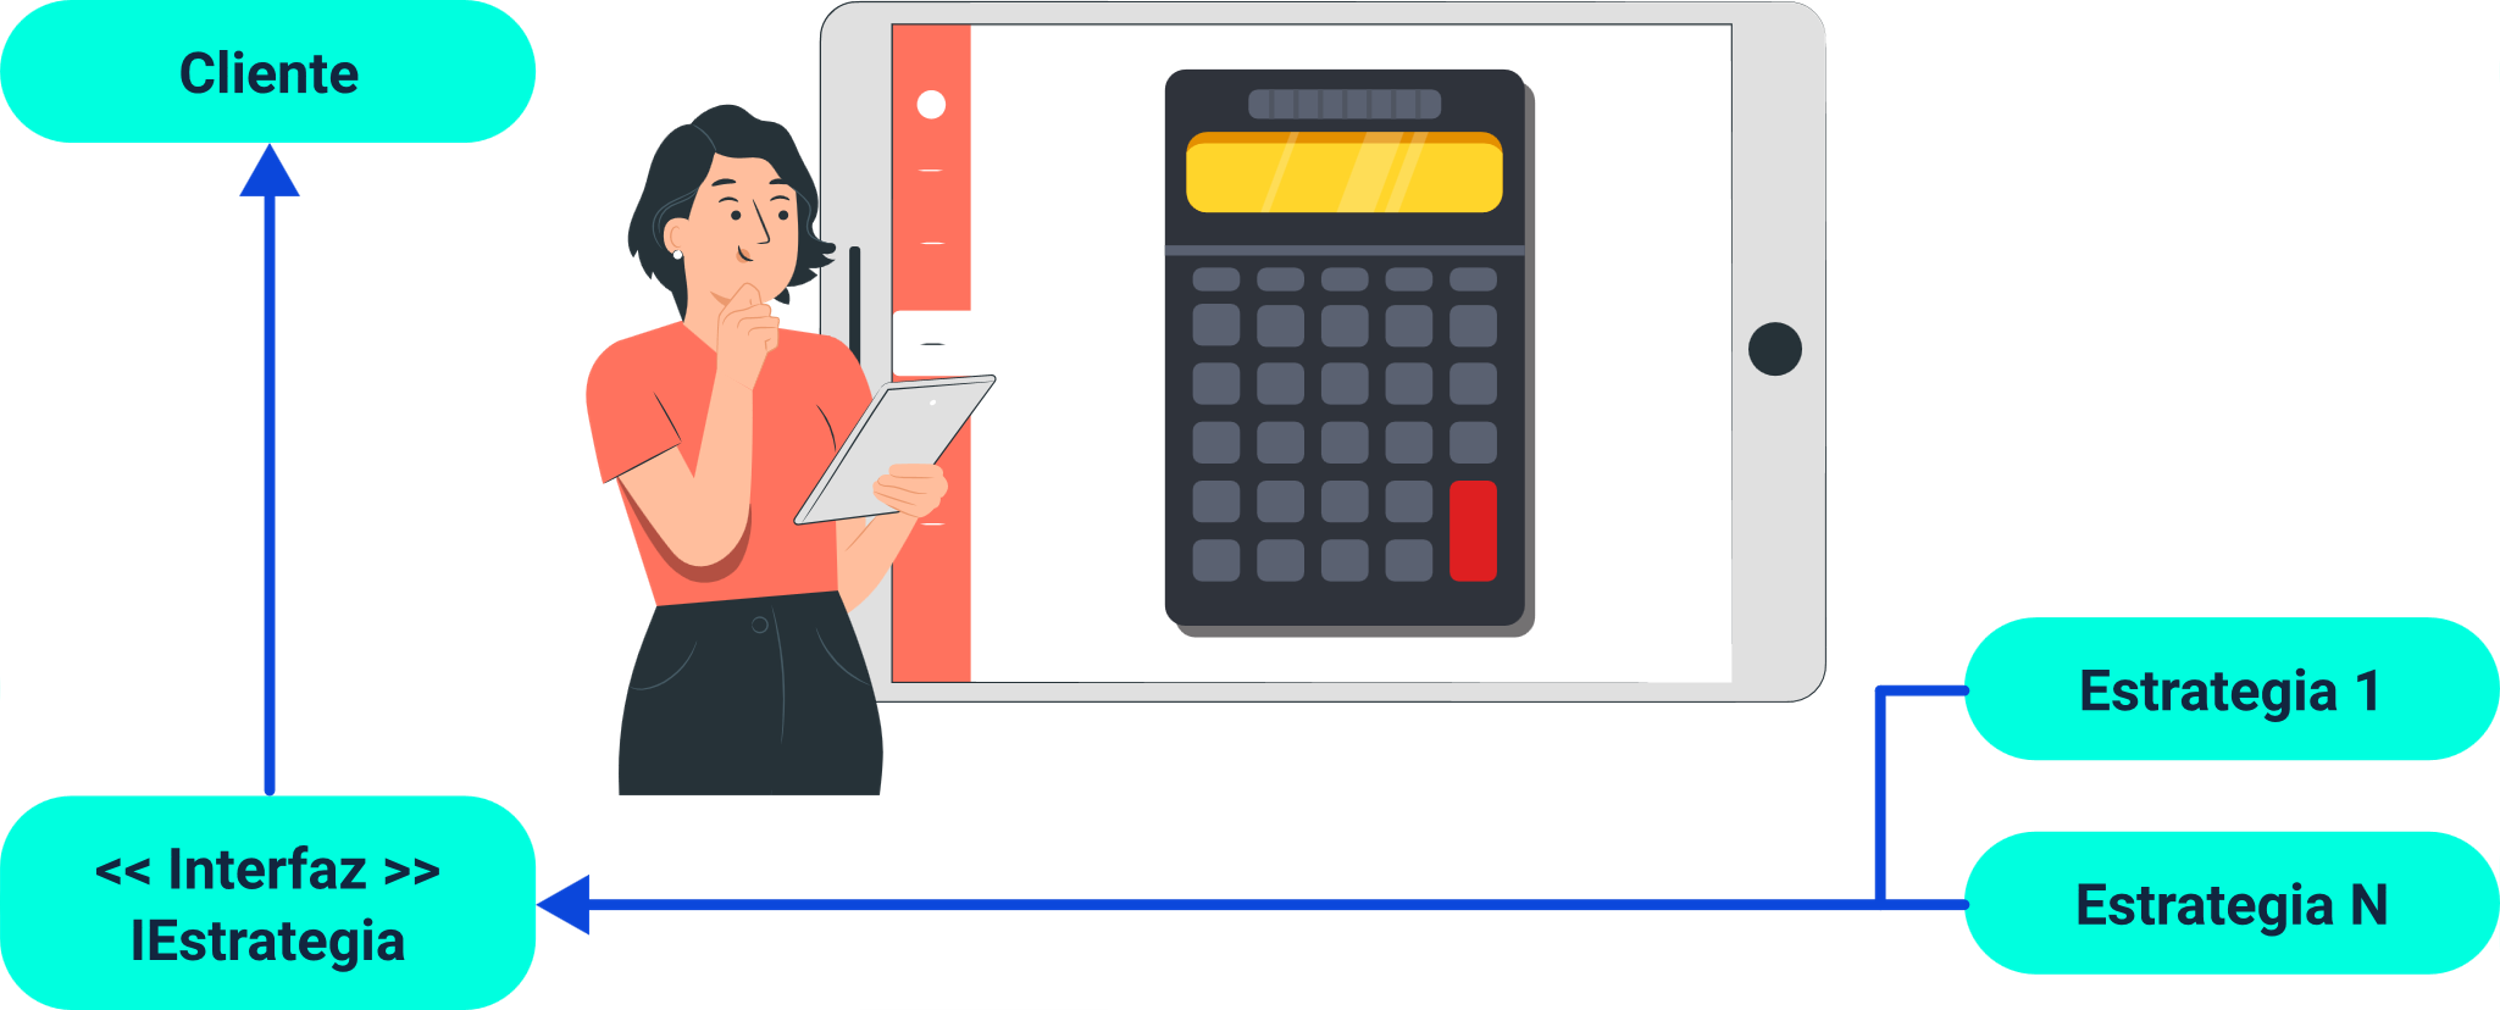 Cliente
Estrategia 1
<< Interfaz >>
IEstrategia
Estrategia N